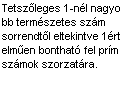 Tetszőleges 1-nél nagyo
bb természetes szám
sorrendtől eltekintve 1ért
elműen bontható fel prím
számok szorzatára.